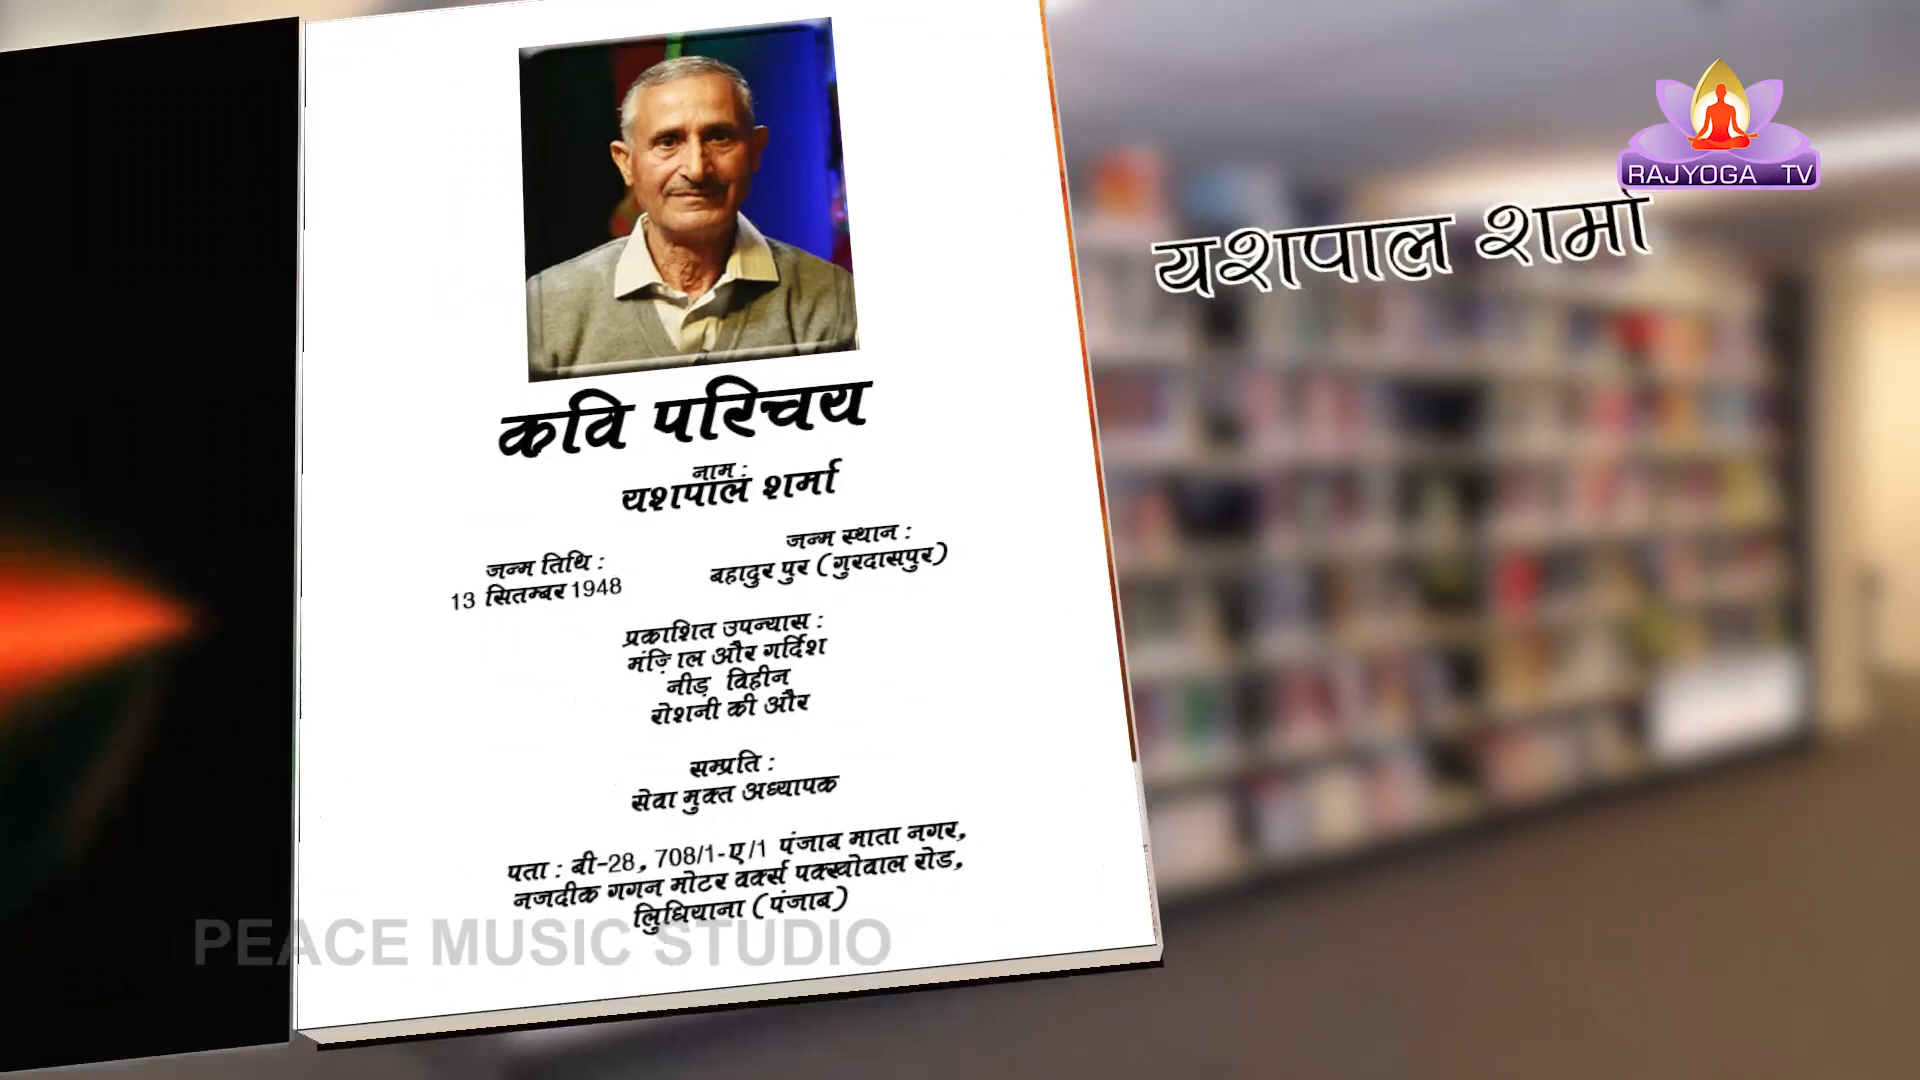 RAJYOGA TV
यशपाल शर्मा
कवि परिचय
नाम :
यशपाल शर्मा
जन्म तिथि :
13 सितम्बर 1948
जन्म स्थान :
बहादुर पुर (गुरदासपुर)
प्रकाशित उपन्यास :
मंज़िाल और गर्दिश
नीड़ विहीन
रोशनी की और
सम्प्रति :
सेवा मुक्त अध्यापक
पता : बी-28, 708/1-ए/1 पंजाब माता नगर,
नजदीक गगन मोटर वर्क्स पक्खोवाल रोड,
लुिधियाना (पंजाब)
PEACE MUSIC STUDIO